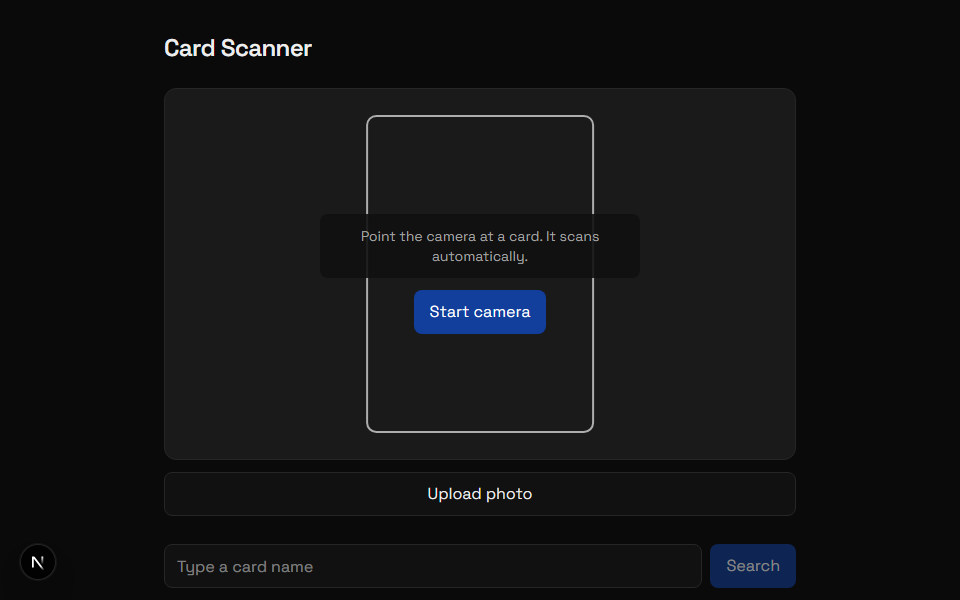 Card Scanner
Point the camera at a card. It scans
automatically.
Start camera
Upload photo
N
Type a card name
Search